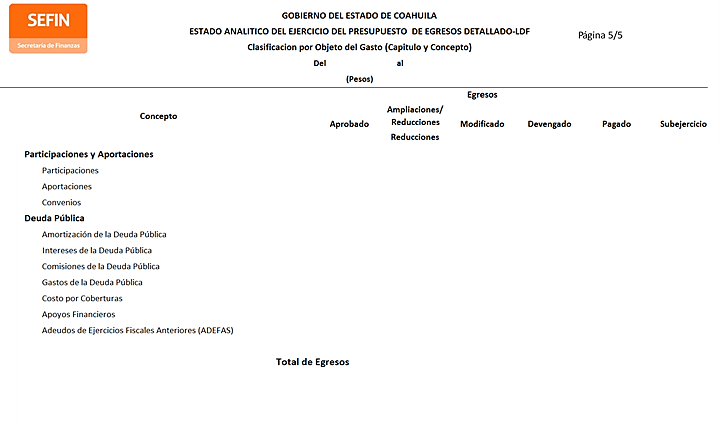 SEFIN
Secretaría de Finanzas
GOBIERNO DEL ESTADO DE COAHUILA
ESTADO ANALITICO DEL EJERCICIO DEL PRESUPUESTO DE EGRESOS DETALLADO-LDF
Página 5/5
Clasificacion por Objeto del Gasto (Capitulo y Concepto)
Del al
(Pesos)
Egresos
Concepto
Aprobado
Ampliaciones/
Reducciones
Reducciones
Modificado
Devengado
Pagado
Subejercicio
Participaciones y Aportaciones
Participaciones
Aportaciones
Convenios
Deuda Pública
Amortización de la Deuda Pública
Intereses de la Deuda Pública
Comisiones de la Deuda Pública
Gastos de la Deuda Pública
Costo por Coberturas
Apoyos Financieros
Adeudos de Ejercicios Fiscales Anteriores (ADEFAS)
Total de Egresos